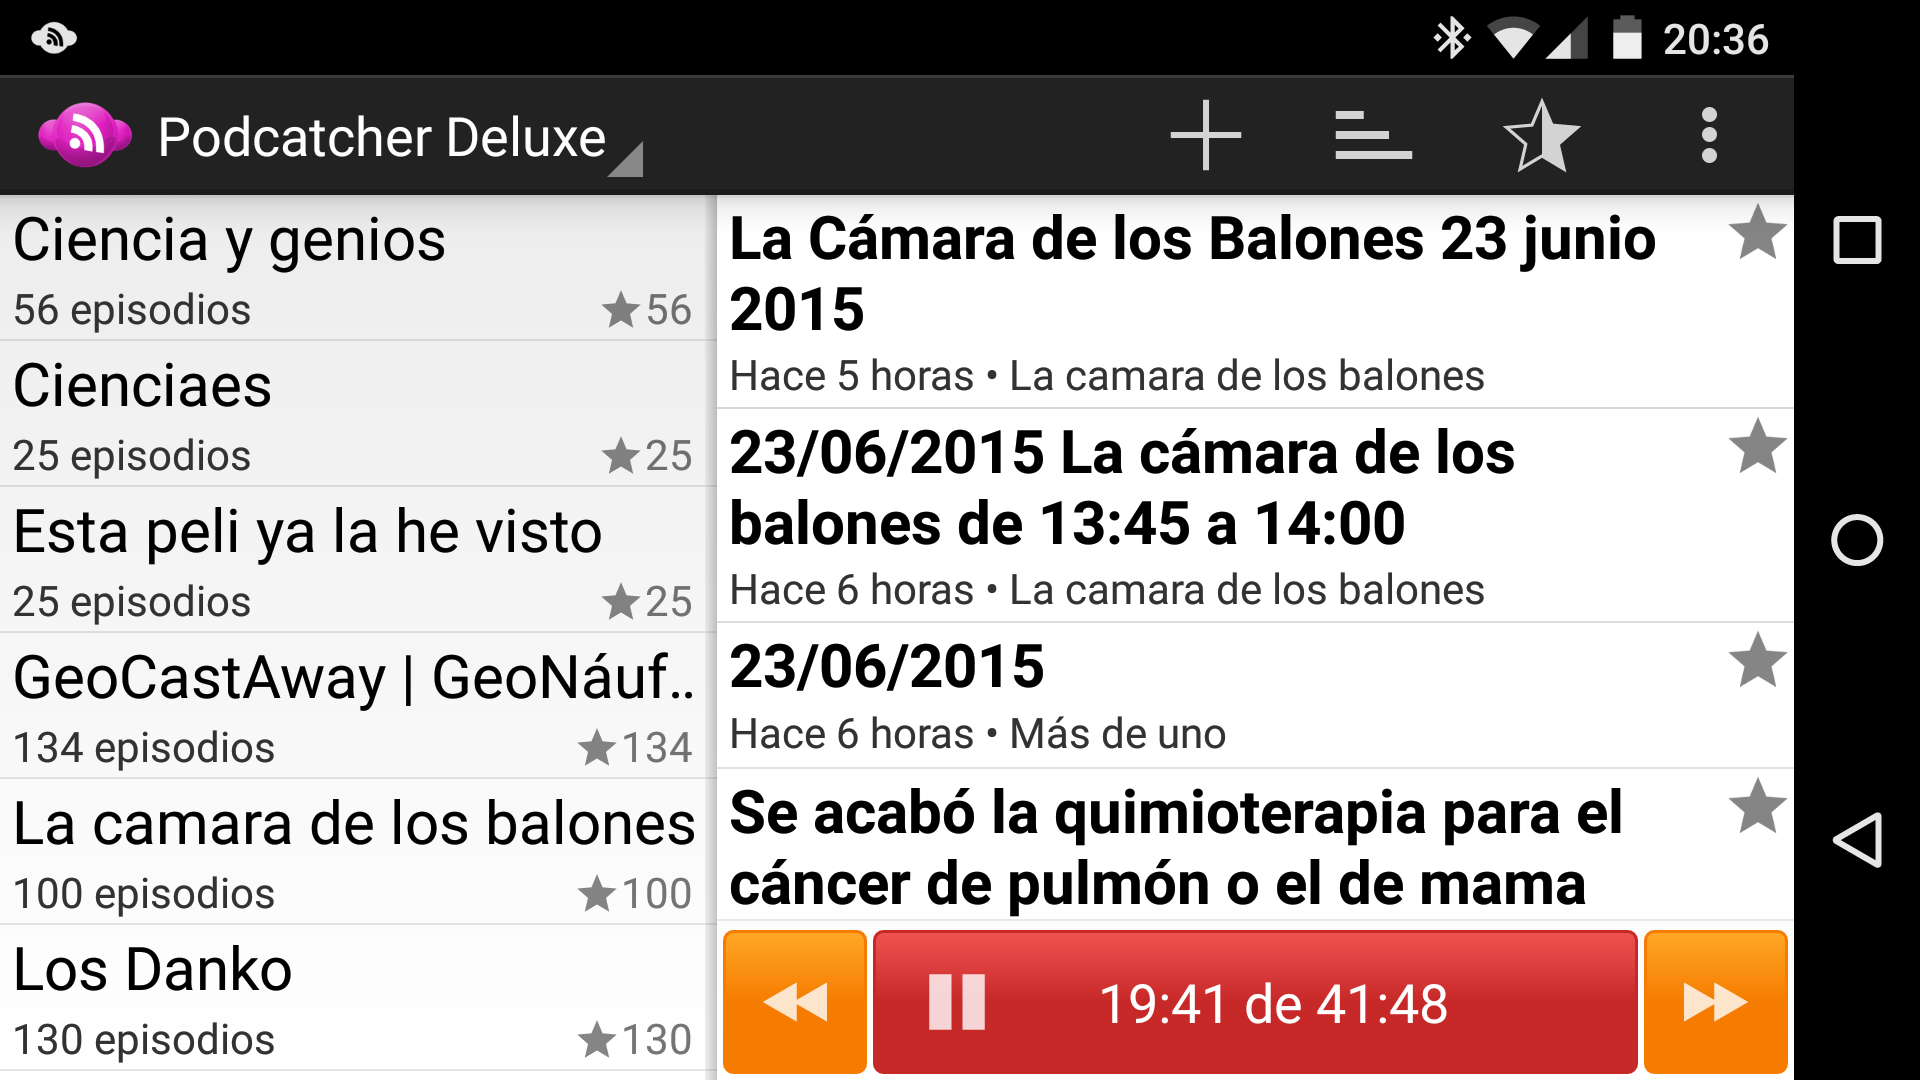 20:36
Podcatcher Deluxe
Ciencia y genios
56 episodios
56
Cienciaes
25 episodios
25
Esta peli ya la he visto
25 episodios
25
GeoCastAway | GeoNáuf..
134 episodios
134
La camara de los balones
100 episodios
100
Los Danko
130 episodios
130
La Cámara de los Balones 23 junio
2015
Hace 5 horas • La camara de los balones
23/06/2015 La cámara de los
balones de 13:45 a 14:00
Hace 6 horas • La camara de los balones
23/06/2015
Hace 6 horas • Más de uno
Se acabó la quimioterapia para el
cáncer de pulmón o el de mama
19:41 de 41:48